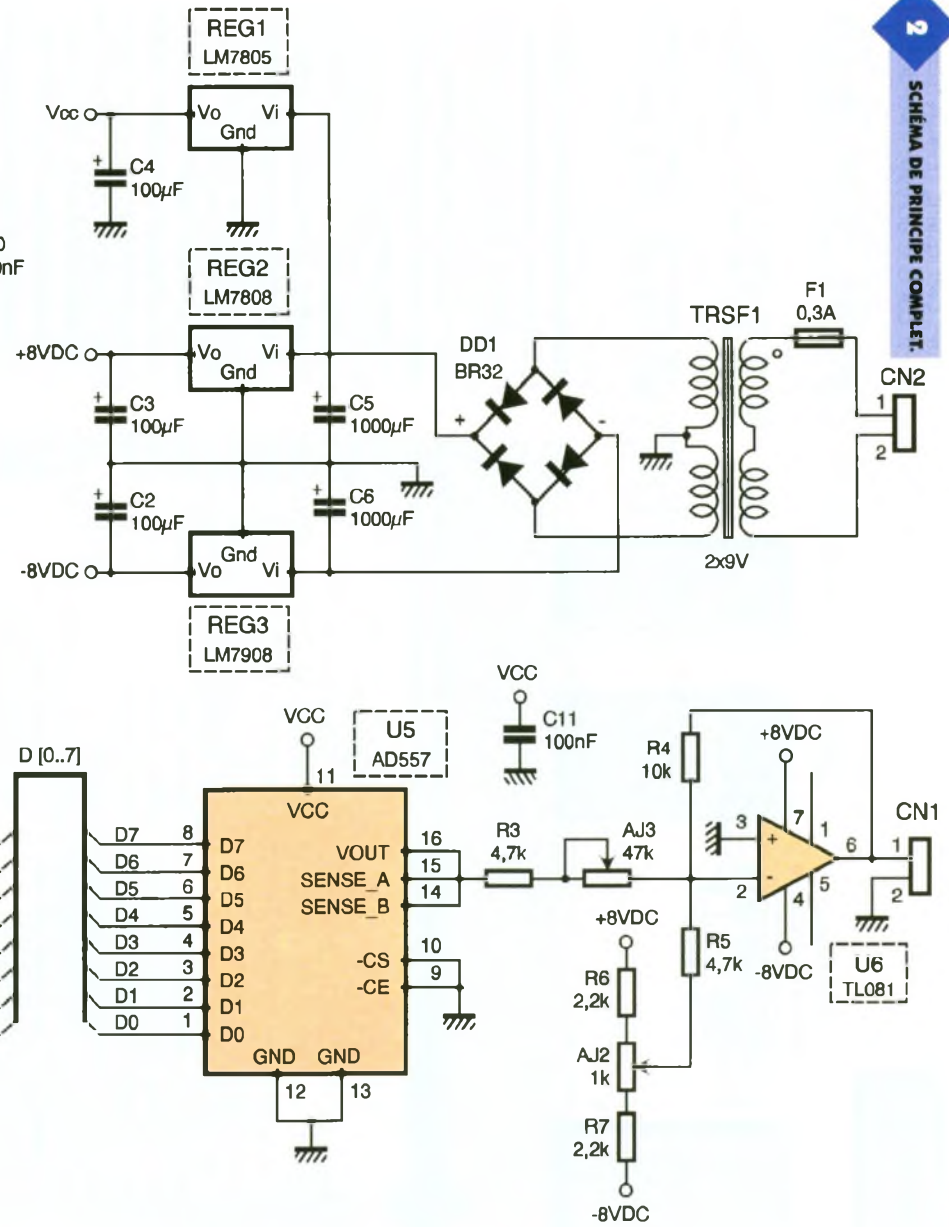 2 SCHÉMA DE PRINCIPE COMPLET.
REG1
LM7805
Vcc
Vo
Vi
Gnd
+
C4
100µF
REG2
LM7808
+8VDC
Vo
Vi
Gnd
+
C3
100µF
+
C5
1000µF
+
C2
100µF
+
C6
1000µF
-8VDC
Gnd
Vo
Vi
REG3
LM7908
DD1
BR32
+
-
TRSF1
2x9V
F1
0,3A
CN2
1
2
D [0..7]
D7
D6
D5
D4
D3
D2
D1
D0
8
7
6
5
4
3
2
1
VCC
U5
AD557
11
VCC
D7
D6
D5
D4
D3
D2
D1
D0
VOUT
SENSE_A
SENSE_B
-CS
-CE
GND
GND
16
15
14
10
9
12
13
VCC
C11
100nF
R3
4,7k
AJ3
47k
R4
10k
+8VDC
3
+
7
1
2
-
4
5
6
-8VDC
CN1
1
2
U6
TL081
R5
4,7k
+8VDC
R6
2,2k
AJ2
1k
R7
2,2k
-8VDC